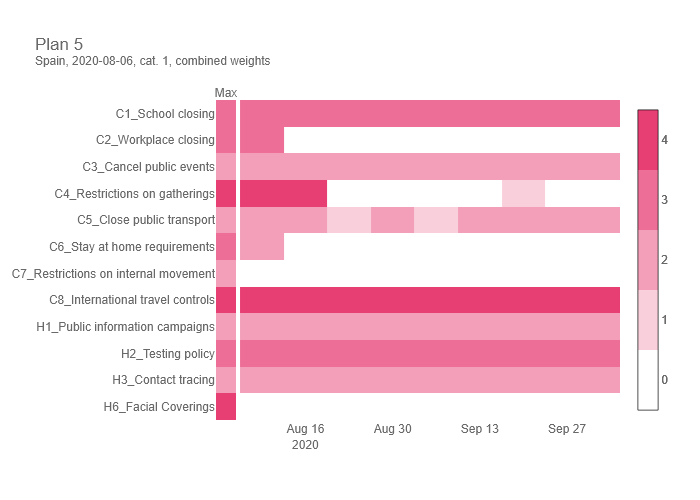 Plan 5
Spain, 2020-08-06, cat. 1, combined weights
Max
C1_School closing
C2_Workplace closing
C3_Cancel public events
C4_Restrictions on gatherings
C5_Close public transport
C6_Stay at home requirements
C7_Restrictions on internal movement
C8_International travel controls
H1_Public information campaigns
H2_Testing policy
H3_Contact tracing
H6_Facial Coverings
Aug 16
2020
Aug 30
Sep 13
Sep 27
4
3
2
1
0